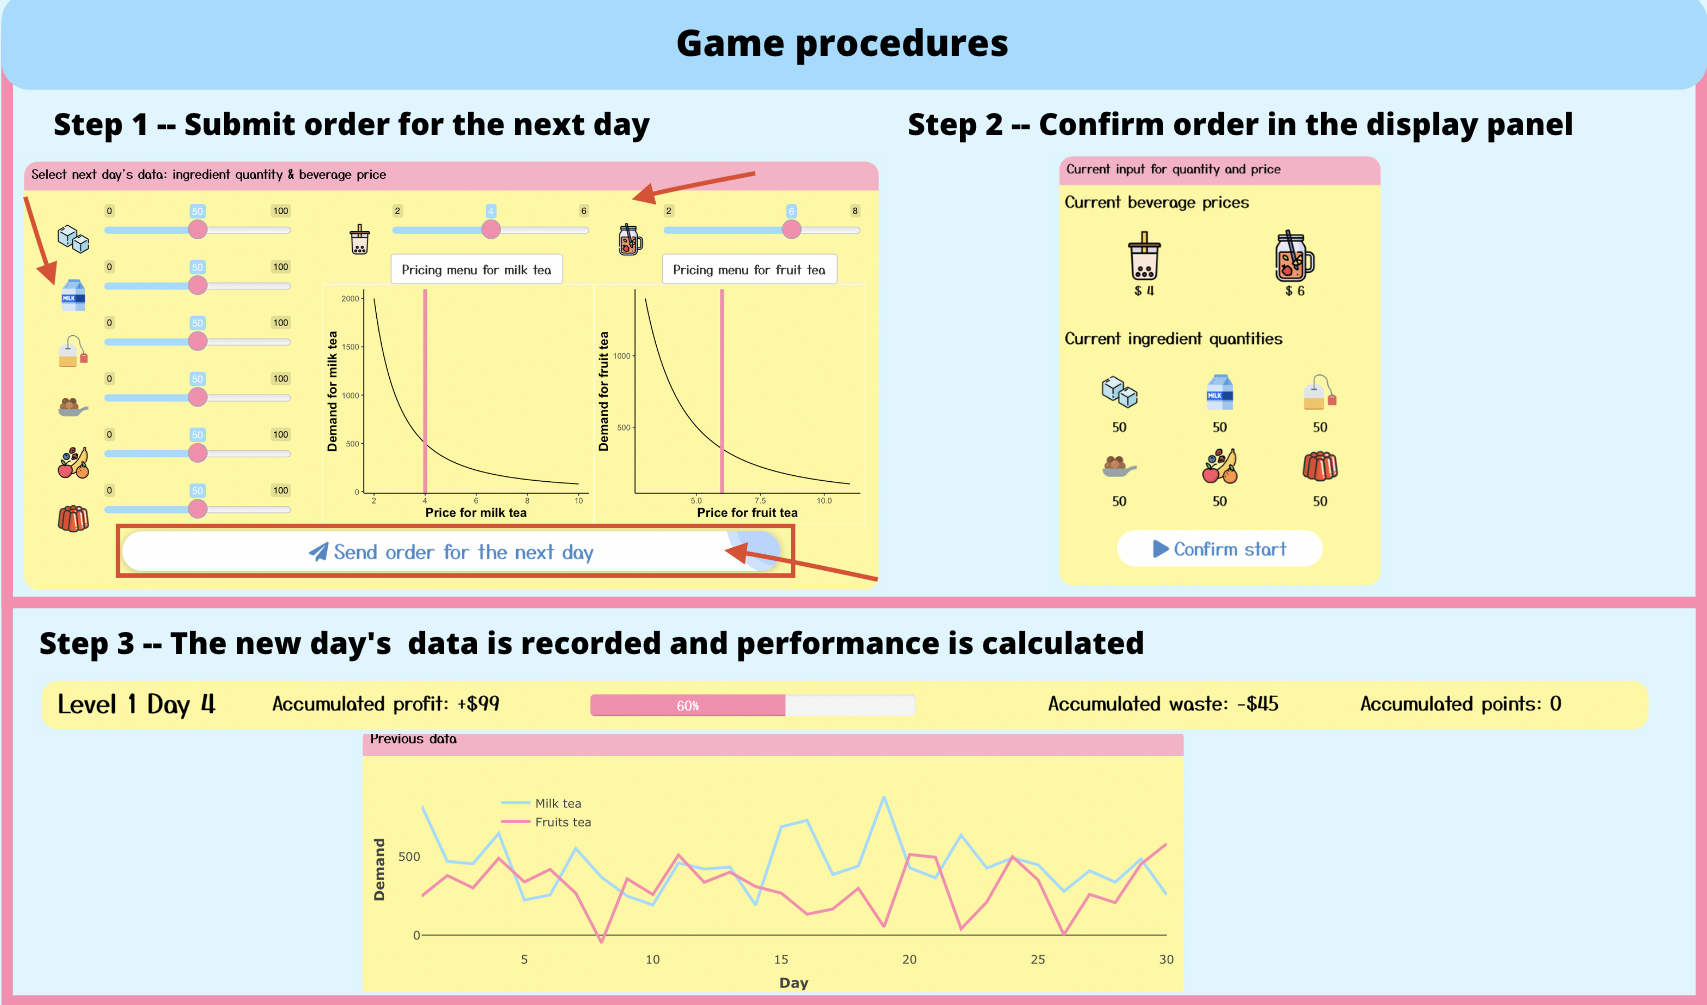 Game procedures
Step 1 -- Submit order for the next day
Select next day's data: ingredient quantity & beverage price
0 50 100
2 4 6
2 6 8
Pricing menu for milk tea
Pricing menu for fruit tea
0 50 100
0 50 100
0 50 100
0 50 100
0 50 100
Demand for milk tea
2000
1500
1000
500
0
2 4 6 8 10
Price for milk tea
Demand for fruit tea
1000
500
5.0 7.5 10.0
Price for fruit tea
Send order for the next day
Step 2 -- Confirm order in the display panel
Current input for quantity and price
Current beverage prices
$ 4 $ 6
Current ingredient quantities
MILK
50 50 50
50 50 50
Confirm start
Step 3 -- The new day's data is recorded and performance is calculated
Level 1 Day 4 Accumulated profit: +$99 60% Accumulated waste: -$45 Accumulated points: 0
Previous data
Milk tea
Fruits tea
Demand
500
0
5 10 15 20 25 30
Day